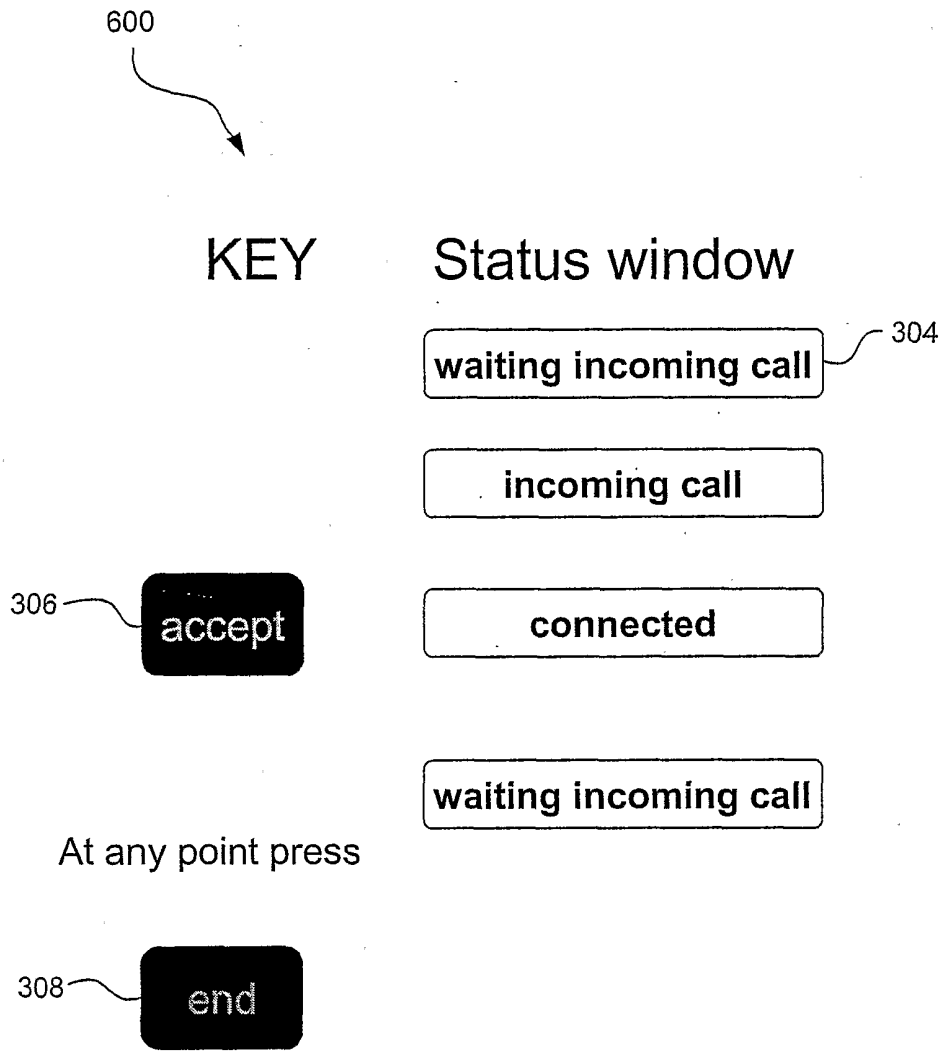 600
KEY Status window
waiting incoming call 304
incoming call
306 accept connected
waiting incoming call
At any point press
308 end